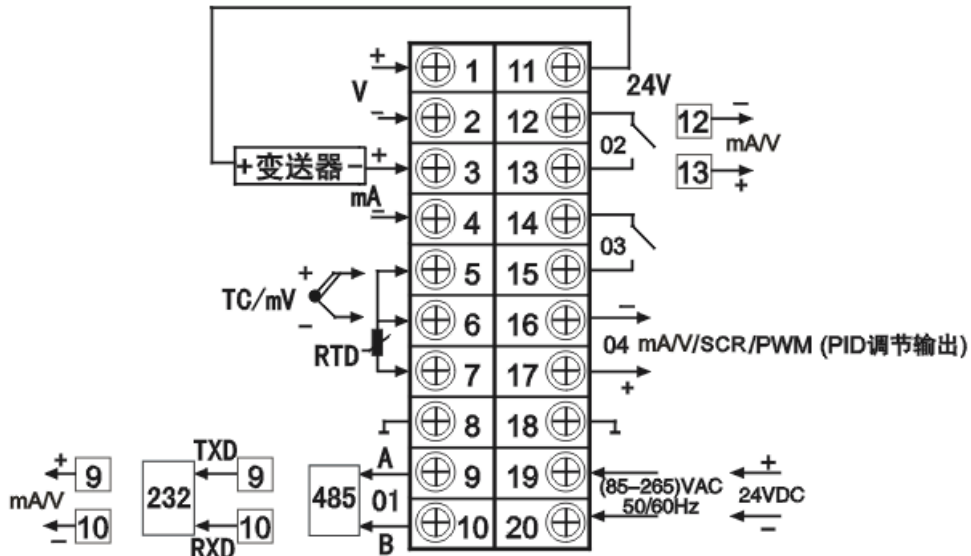 + 1 11
V 24V
- 2 12 02 12 -
mA/V
+变送器- + 3 13 13 +
mA
- 4 14
03
+ 5 15
TC/mV
- 6 16 -
RTD 04 mA/V/SCR/PWM (PID调节输出)
7 17 +
8 18
+ 9 TXD 9 A 9 19 (85-265)VAC +
mA/V 232 485 01 50/60Hz 24VDC
- 10 RXD 10 B 10 20 -